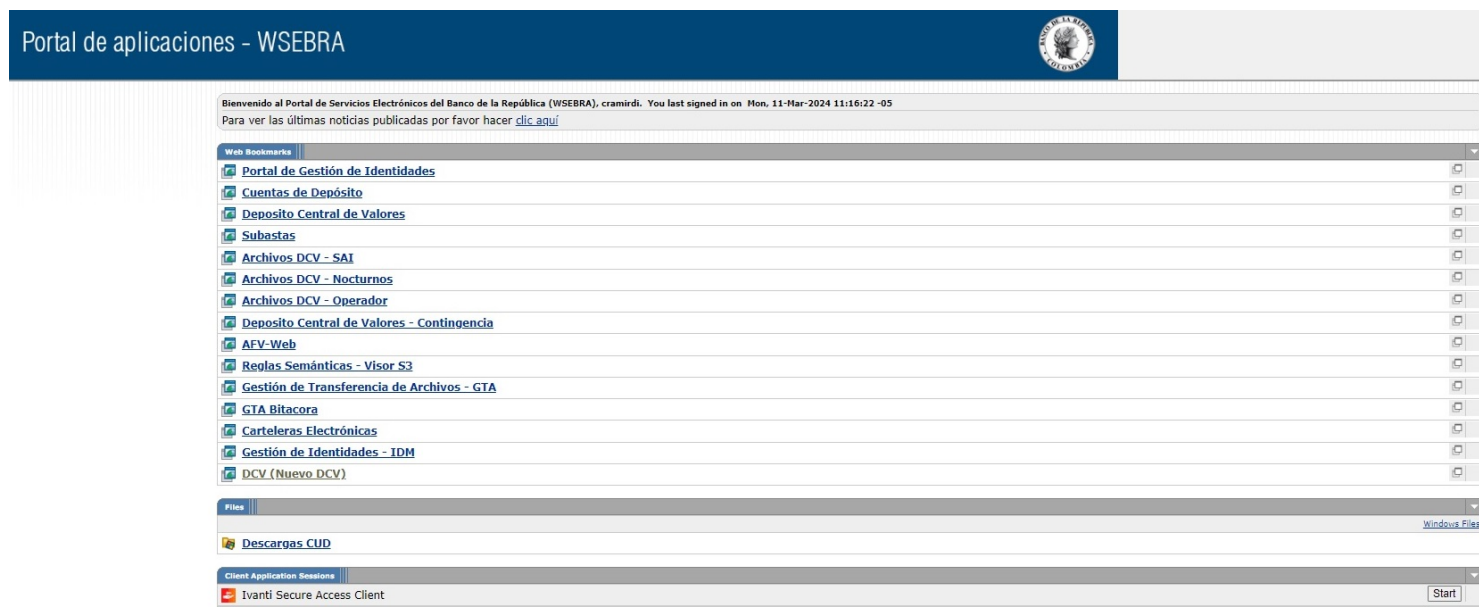 Portal de aplicaciones - WSEBRA
BANCO DE LA REPUBLICA
COLOMBIA
Bienvenido al Portal de Servicios Electrónicos del Banco de la República (WSEBRA), cramirdi. You last signed in on Mon, 11-Mar-2024 11:16:22 -05
Para ver las últimas noticias publicadas por favor hacer clic aquí
Web Bookmarks
Portal de Gestión de Identidades
Cuentas de Depósito
Deposito Central de Valores
Subastas
Archivos DCV - SAI
Archivos DCV - Nocturnos
Archivos DCV - Operador
Deposito Central de Valores - Contingencia
AFV-Web
Reglas Semánticas - Visor S3
Gestión de Transferencia de Archivos - GTA
GTA Bitacora
Carteleras Electrónicas
Gestión de Identidades - IDM
DCV (Nuevo DCV)
Files
Windows Files
Descargas CUD
Client Application Sessions
Ivanti Secure Access Client
Start